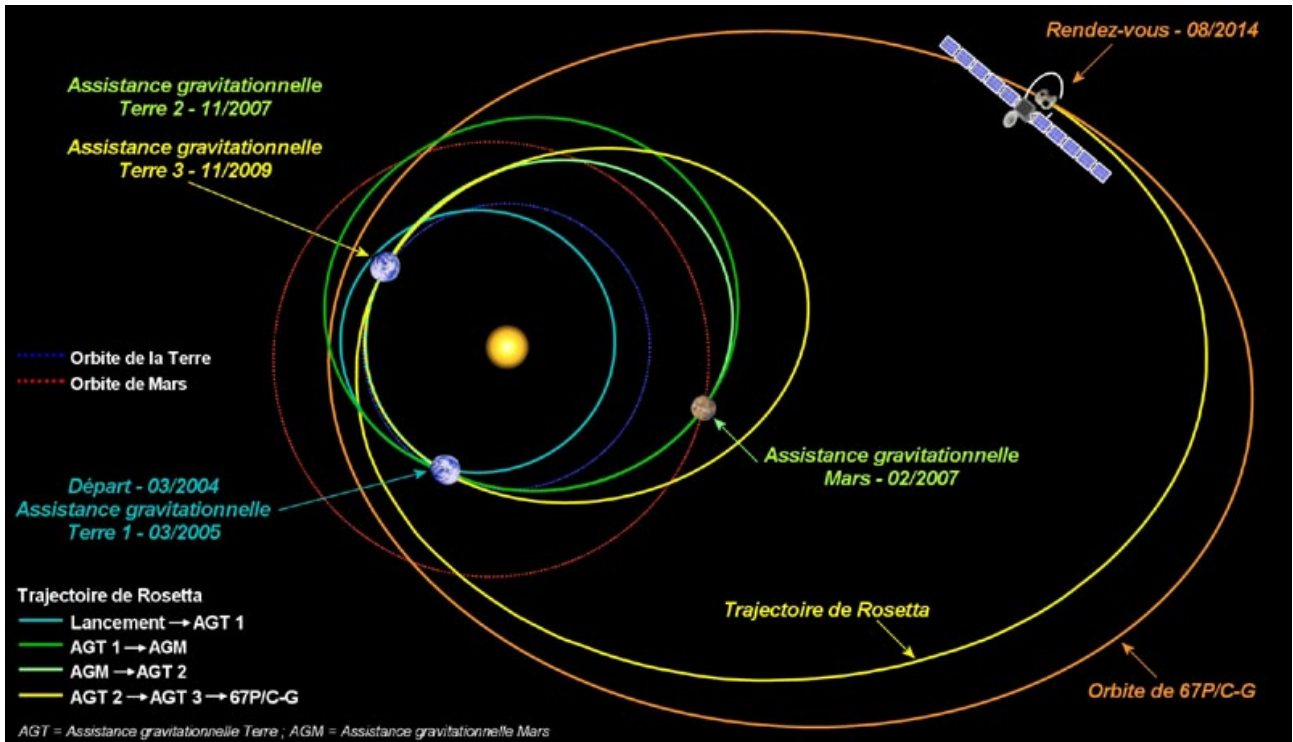 Rendez-vous - 08/2014
Assistance gravitationnelle
Terre 2 - 11/2007
Assistance gravitationnelle
Terre 3 - 11/2009
Orbite de la Terre
Orbite de Mars
Assistance gravitationnelle
Mars - 02/2007
Départ - 03/2004
Assistance gravitationnelle
Terre 1 - 03/2005
Trajectoire de Rosetta
Lancement → AGT 1
AGT 1 → AGM
AGM → AGT 2
AGT 2 → AGT 3 → 67P/C-G
Trajectoire de Rosetta
Orbite de 67P/C-G
AGT = Assistance gravitationnelle Terre ; AGM = Assistance gravitationnelle Mars